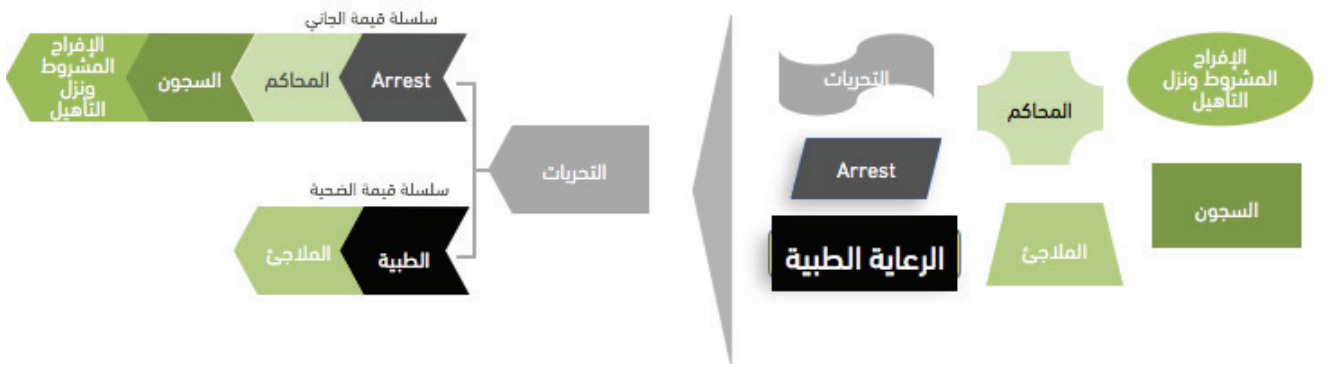 الإفراج
المشروط ونزل
التأهيل
المحاكم
التحريات
Arrest
السجون
الملاجئ
الرعاية الطبية
التحريات
سلسلة قيمة الجاني
Arrest
المحاكم
السجون
الإفراج
المشروط
ونزل
التأهيل
سلسلة قيمة الضحية
الطبية
الملاجئ